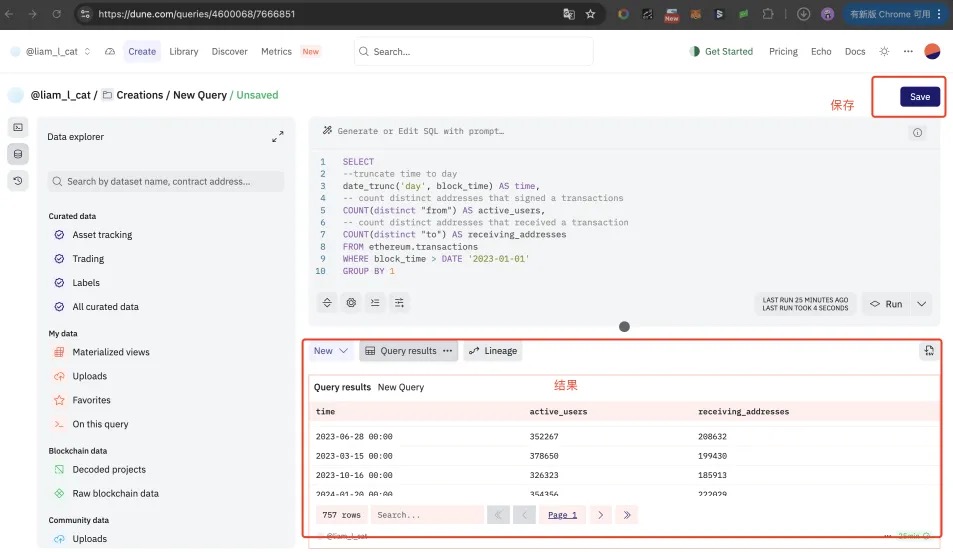 https://dune.com/queries/4600068/7666851
New
有新版 Chrome 可用
@liam_l_cat
Create
Library
Discover
Metrics
New
Search...
Get Started
Pricing
Echo
Docs
@liam_l_cat / Creations / New Query / Unsaved
保存
Save
Data explorer
Search by dataset name, contract address...
Curated data
Asset tracking
Trading
Labels
All curated data
My data
Materialized views
Uploads
Favorites
On this query
Blockchain data
Decoded projects
Raw blockchain data
Community data
Uploads
Generate or Edit SQL with prompt…
1 SELECT
2 --truncate time to day
3 date_trunc('day', block_time) AS time,
4 -- count distinct addresses that signed a transactions
5 COUNT(distinct "from") AS active_users,
6 -- count distinct addresses that received a transaction
7 COUNT(distinct "to") AS receiving_addresses
8 FROM ethereum.transactions
9 WHERE block_time > DATE '2023-01-01'
10 GROUP BY 1
LAST RUN 25 MINUTES AGO
LAST RUN TOOK 4 SECONDS
Run
New
Query results
Lineage
Query results New Query
结果
time active_users receiving_addresses
2023-06-28 00:00 352267 208632
2023-03-15 00:00 378650 199430
2023-10-16 00:00 326323 185913
2024-01-20 00:00 354356 222029
757 rows
Search...
Page 1
@liam_l_cat
25min